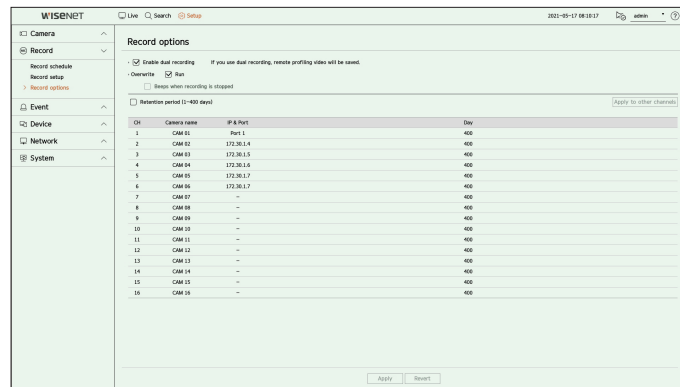 WISENET
Live Search Setup 2021-05-17 08:10:17 admin
Camera
Record
Record schedule
Record setup
> Record options
Event
Device
Network
System
Record options
· Enable dual recording If you use dual recording, remote profiling video will be saved.
· Overwrite Run
Beeps when recording is stopped
Retention period (1~400 days) Apply to other channels
CH Camera name IP & Port Day
1 CAM 01 Port 1 400
2 CAM 02 172.30.1.4 400
3 CAM 03 172.30.1.5 400
4 CAM 04 172.30.1.6 400
5 CAM 05 172.30.1.7 400
6 CAM 06 172.30.1.7 400
7 CAM 07 - 400
8 CAM 08 - 400
9 CAM 09 - 400
10 CAM 10 - 400
11 CAM 11 - 400
12 CAM 12 - 400
13 CAM 13 - 400
14 CAM 14 - 400
15 CAM 15 - 400
16 CAM 16 - 400
Apply Revert